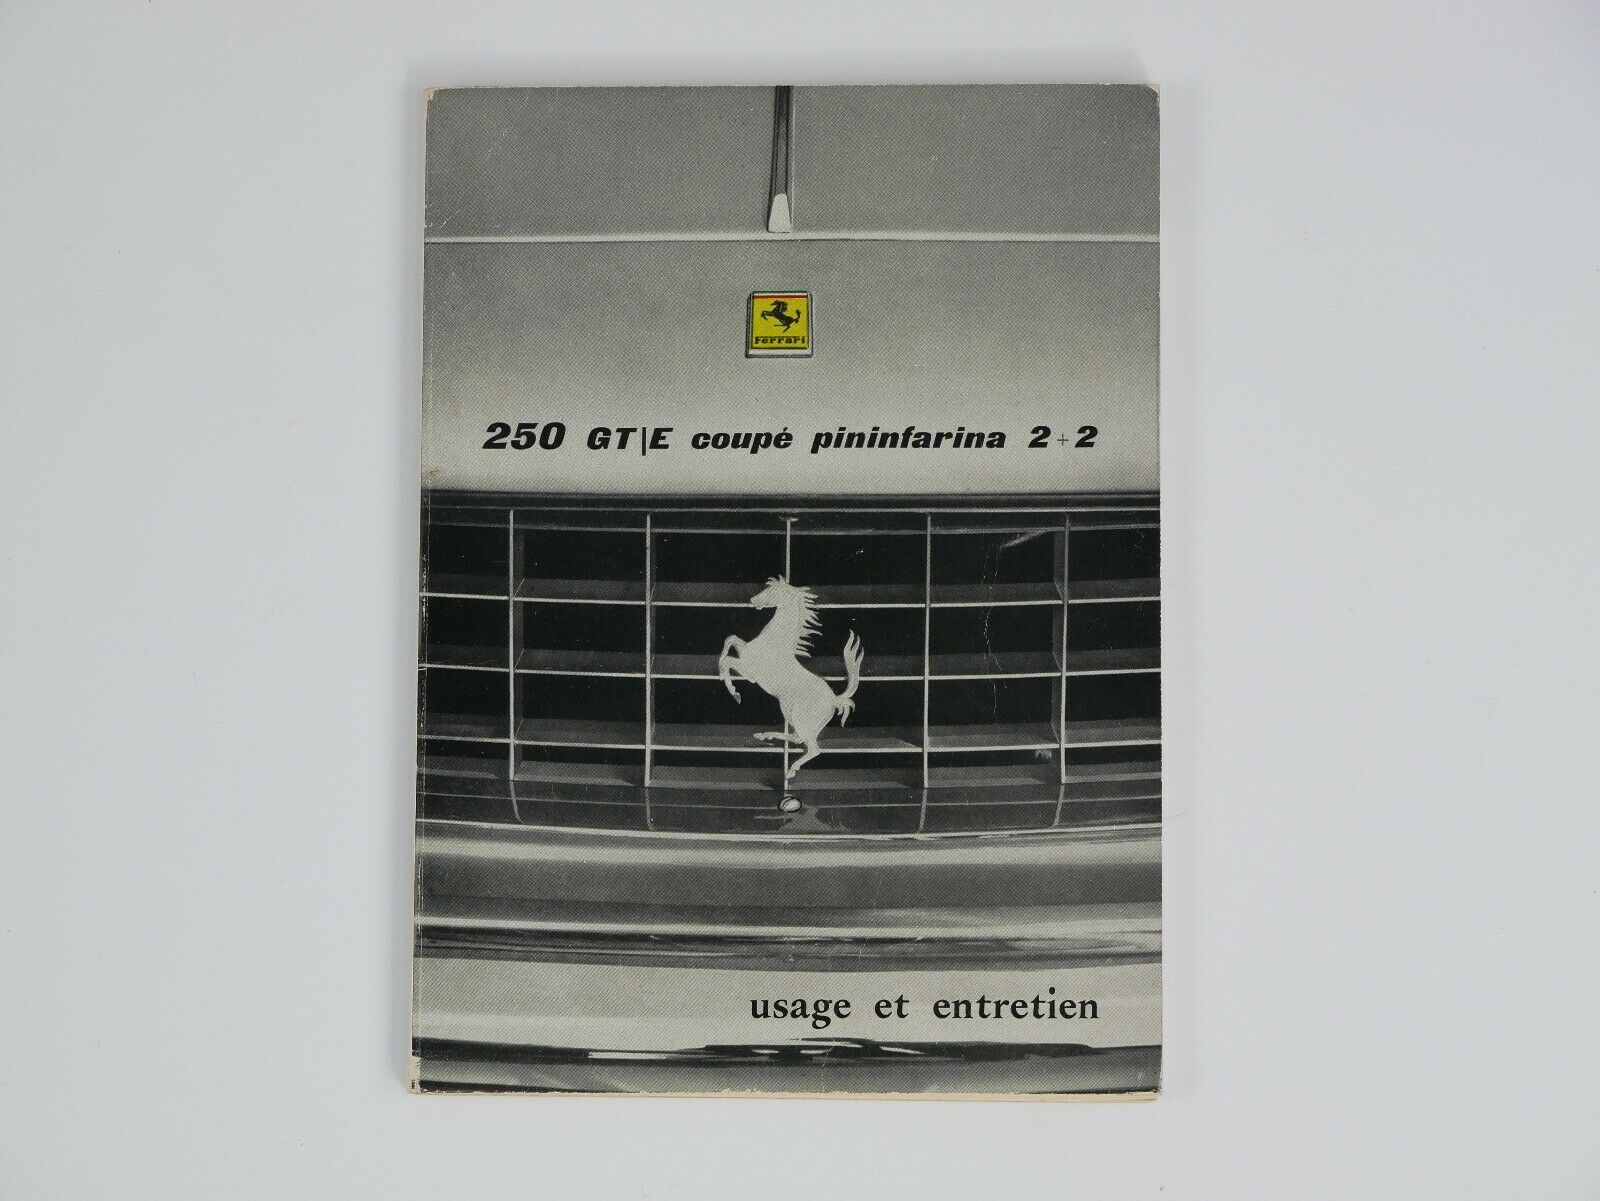 Ferrari
250 GT|E coupé pininfarina 2+2
usage et entretien